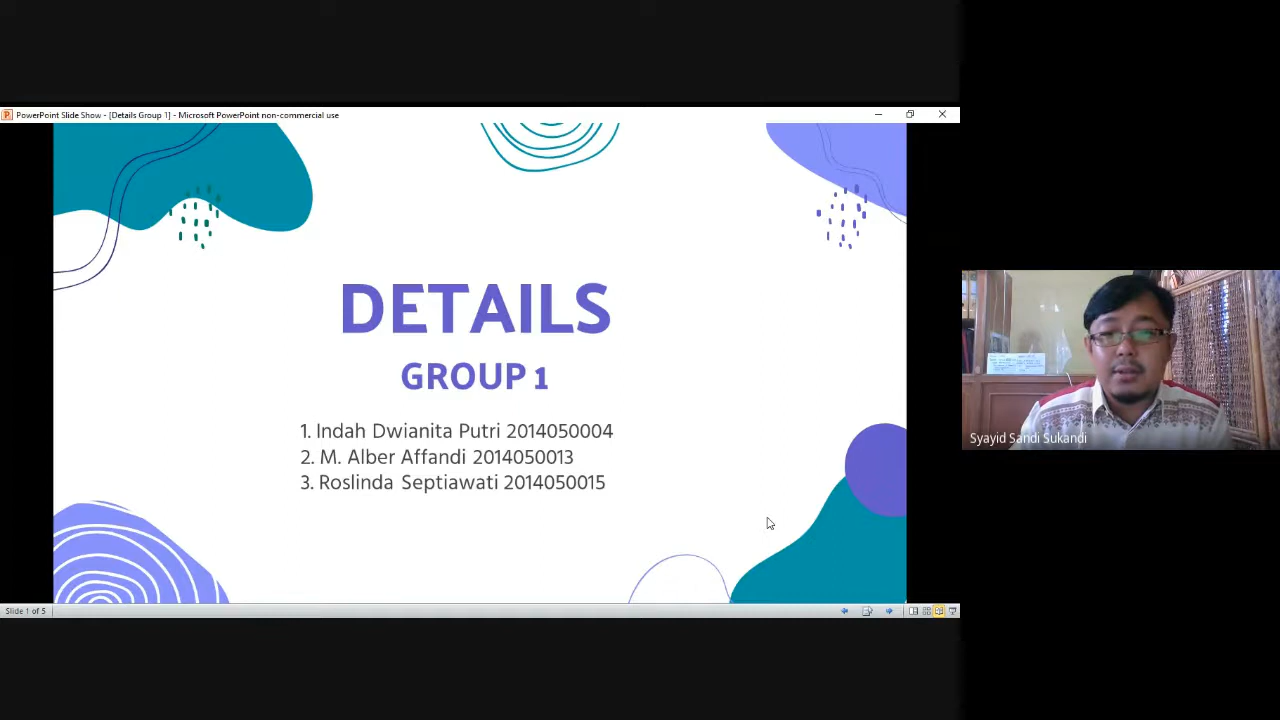 PowerPoint Slide Show - [Details Group 1] - Microsoft PowerPoint non-commercial use
DETAILS
GROUP 1
1. Indah Dwianita Putri 2014050004
2. M. Alber Affandi 2014050013
3. Roslinda Septiawati 2014050015
Syayid Sandi Sukandi
Slide 1 of 5